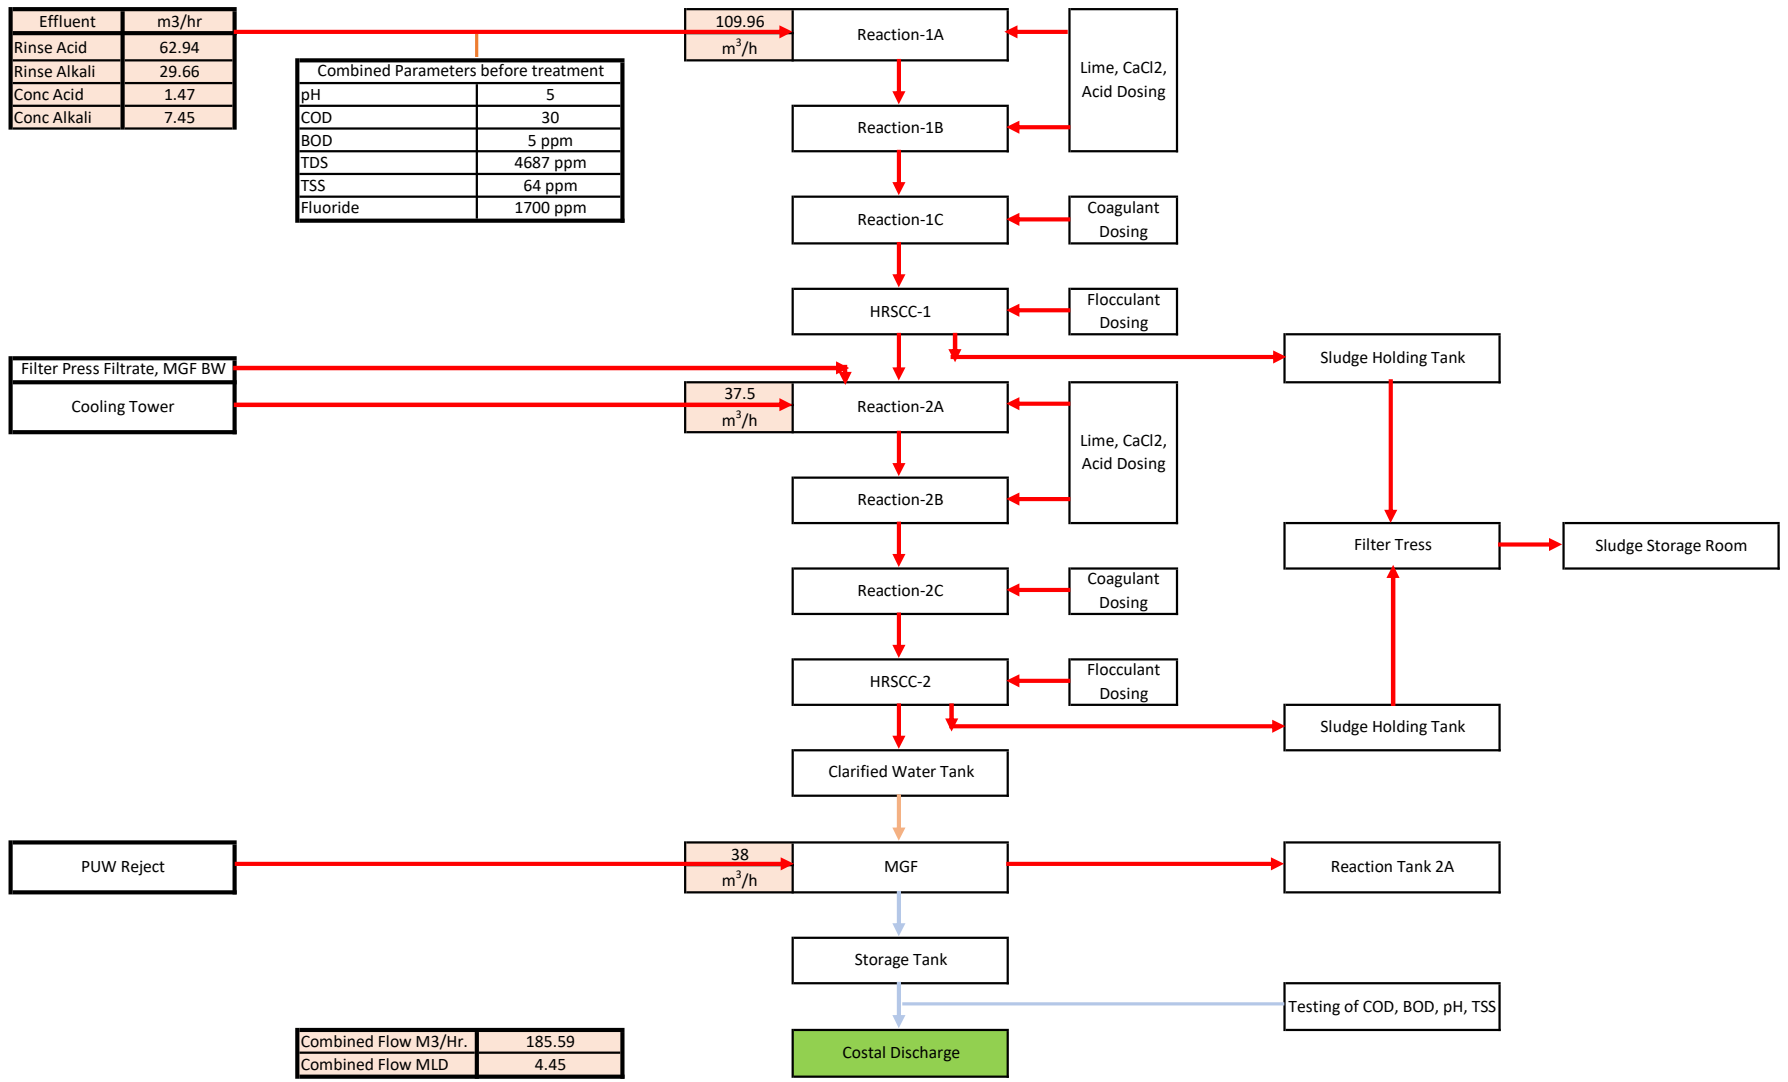 Effluent m3/hr
Rinse Acid 62.94
Rinse Alkali 29.66
Conc Acid 1.47
Conc Alkali 7.45
Combined Parameters before treatment
pH 5
COD 30
BOD 5 ppm
TDS 4687 ppm
TSS 64 ppm
Fluoride 1700 ppm
109.96
m³/h
Reaction-1A
Lime, CaCl2,
Acid Dosing
Reaction-1B
Reaction-1C
Coagulant
Dosing
HRSCC-1
Flocculant
Dosing
Sludge Holding Tank
Filter Press Filtrate, MGF BW
Cooling Tower
37.5
m³/h
Reaction-2A
Lime, CaCl2,
Acid Dosing
Reaction-2B
Filter Tress
Sludge Storage Room
Reaction-2C
Coagulant
Dosing
HRSCC-2
Flocculant
Dosing
Sludge Holding Tank
Clarified Water Tank
PUW Reject
38
m³/h
MGF
Reaction Tank 2A
Storage Tank
Testing of COD, BOD, pH, TSS
Combined Flow M3/Hr. 185.59
Combined Flow MLD 4.45
Costal Discharge